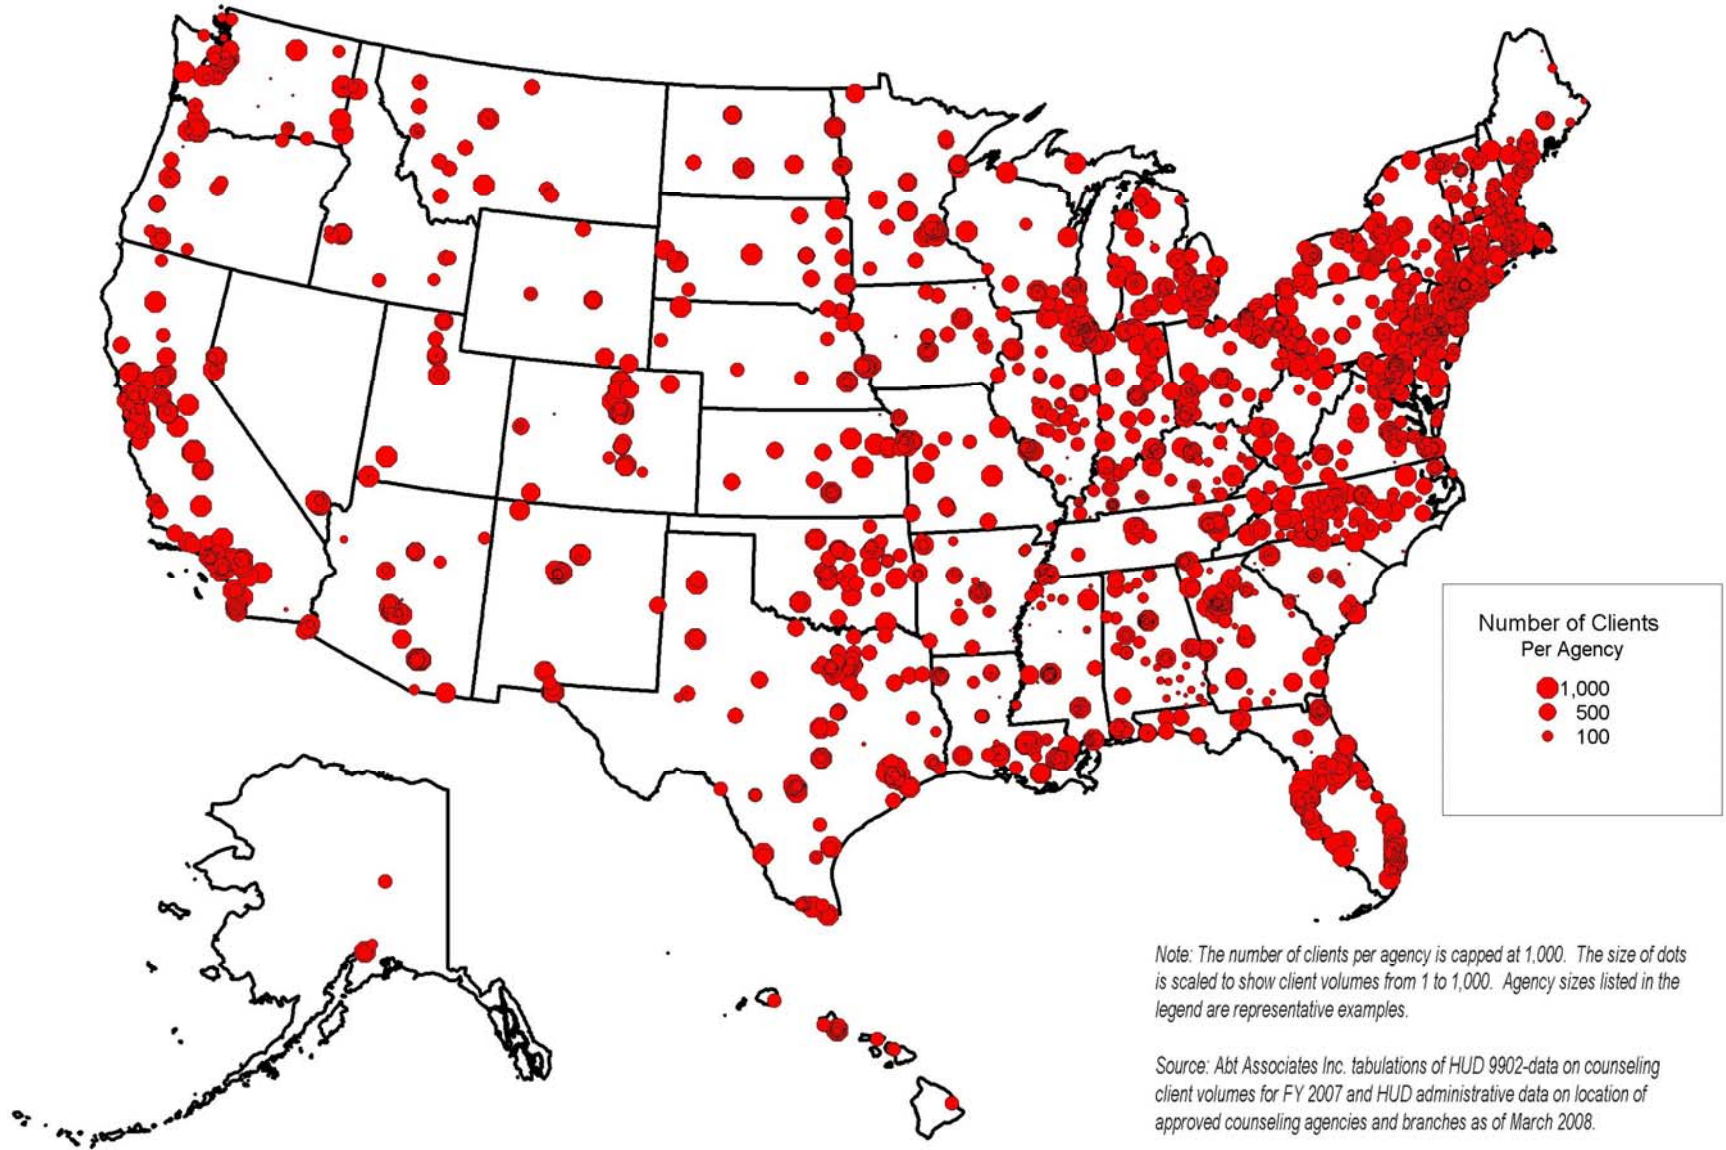 Number of Clients
Per Agency
1,000
500
100
Note: The number of clients per agency is capped at 1,000. The size of dots
is scaled to show client volumes from 1 to 1,000. Agency sizes listed in the
legend are representative examples.
Source: Abt Associates Inc. tabulations of HUD 9902-data on counseling
client volumes for FY 2007 and HUD administrative data on location of
approved counseling agencies and branches as of March 2008.